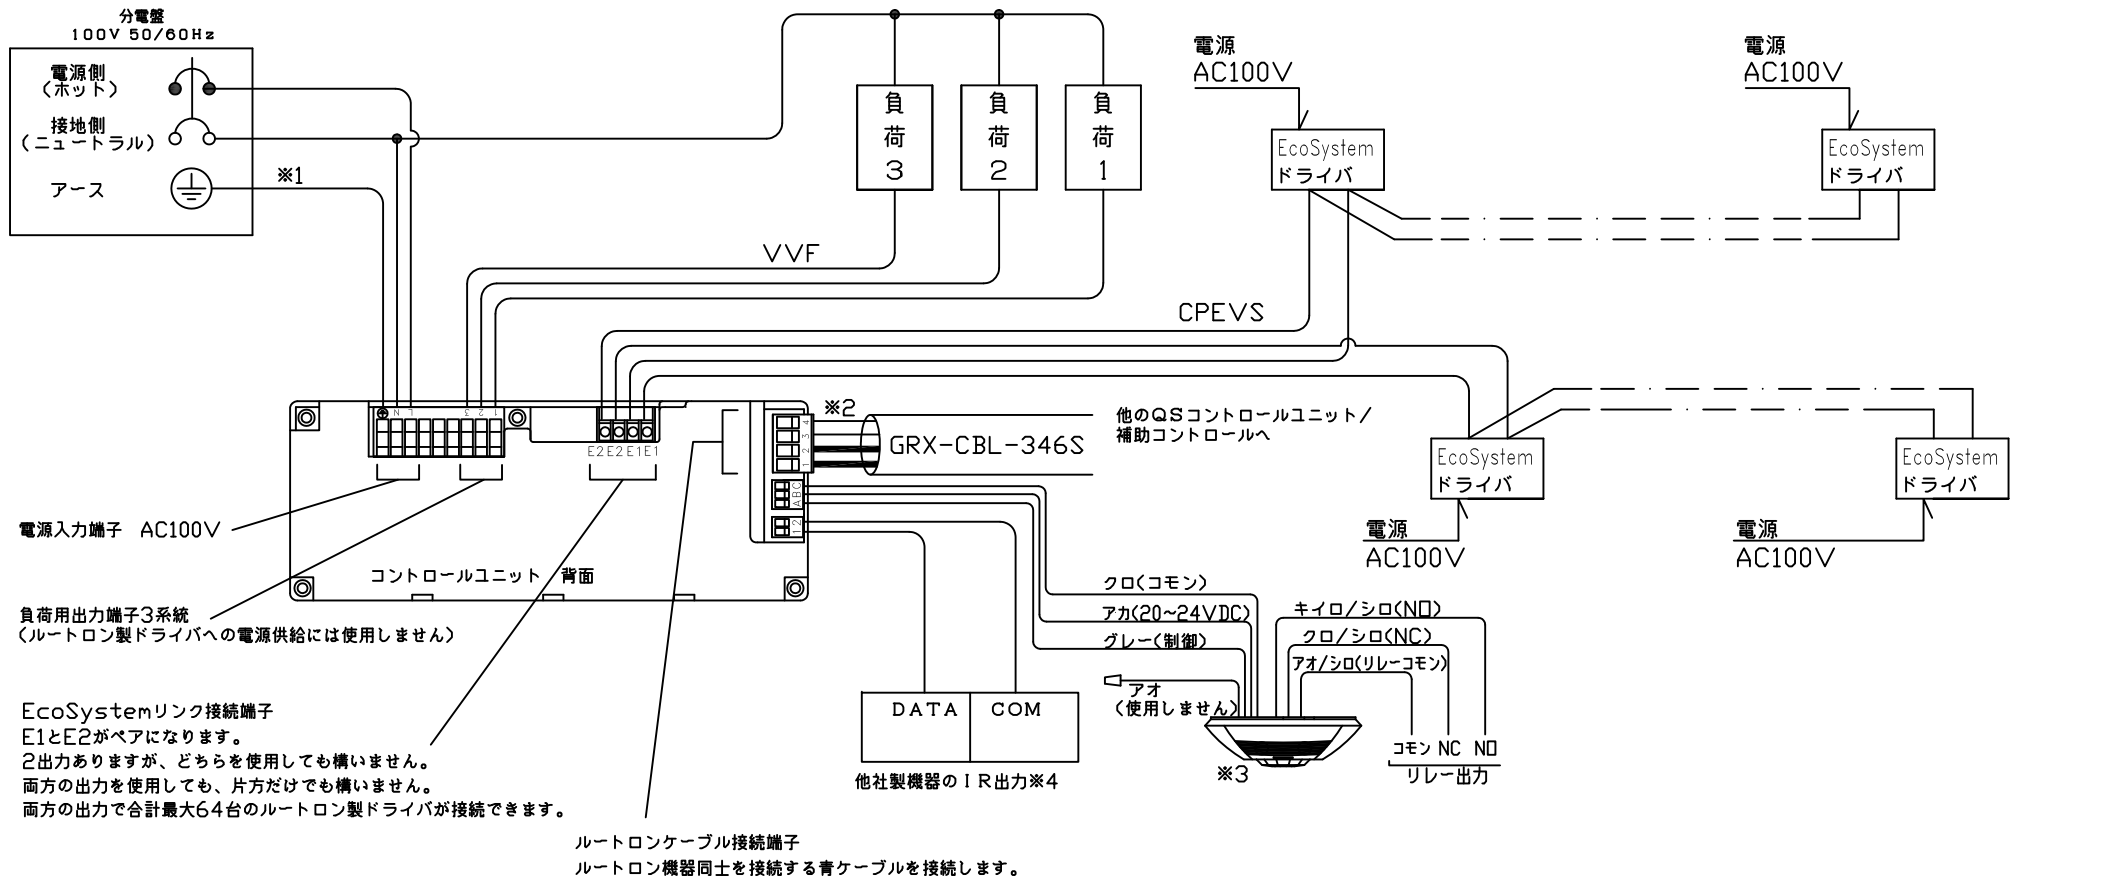 分電盤
100V 50/60Hz
電源側
(ホット)
接地側
(ニュートラル)
アース
※1
負荷3
負荷2
負荷1
VVF
電源
AC100V
EcoSystem
ドライバ
電源
AC100V
EcoSystem
ドライバ
CPEVS
N L
3 2 1
E2E2E1E1
4 3 2 1
A B C
1 2
※2
GRX-CBL-346S
他のQSコントロールユニット/
補助コントロールへ
EcoSystem
ドライバ
電源
AC100V
EcoSystem
ドライバ
電源
AC100V
電源入力端子 AC100V
コントロールユニット 背面
負荷用出力端子3系統
(ルートロン製ドライバへの電源供給には使用しません)
クロ(コモン)
アカ(20~24VDC)
グレー(制御)
アオ
(使用しません)
キイロ/シロ(NO)
クロ/シロ(NC)
アオ/シロ(リレーコモン)
コモン NC NO
リレー出力
※3
DATA COM
他社製機器のIR出力※4
EcoSystemリンク接続端子
E1とE2がペアになります。
2出力ありますが、どちらを使用しても構いません。
両方の出力を使用しても、片方だけでも構いません。
両方の出力で合計最大64台のルートロン製ドライバが接続できます。
ルートロンケーブル接続端子
ルートロン機器同士を接続する青ケーブルを接続します。